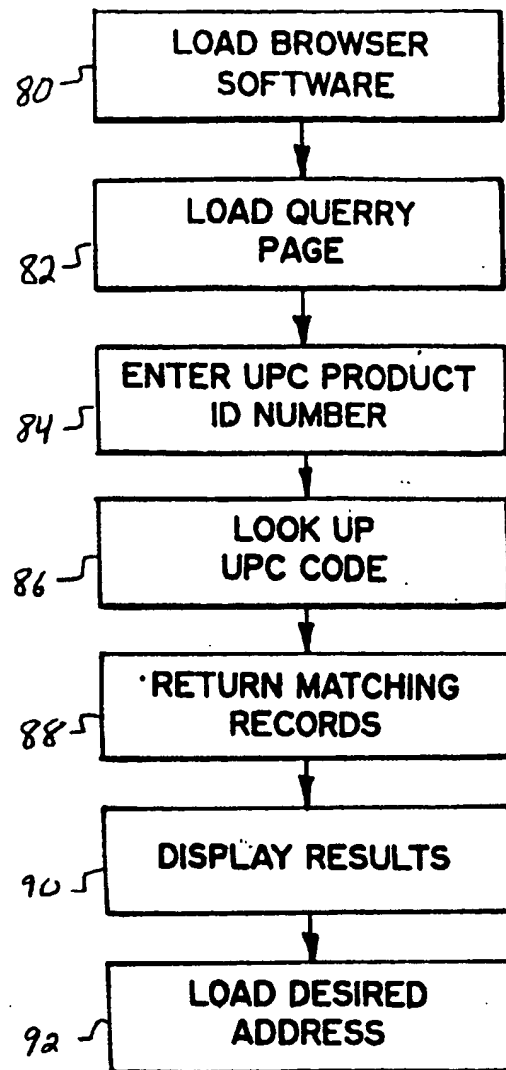 LOAD BROWSER
SOFTWARE
80
LOAD QUERRY
PAGE
82
ENTER UPC PRODUCT
ID NUMBER
84
LOOK UP
UPC CODE
86
RETURN MATCHING
RECORDS
88
DISPLAY RESULTS
90
LOAD DESIRED
ADDRESS
92